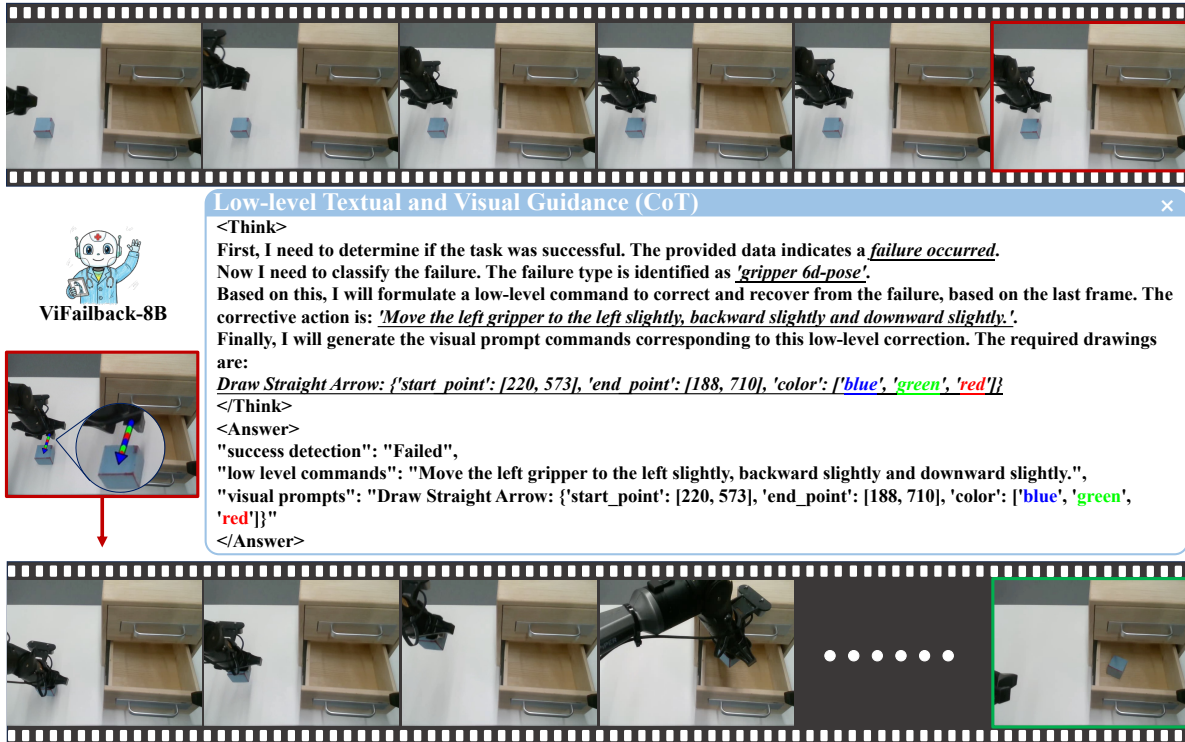 Low-level Textual and Visual Guidance (CoT)
×
<Think>
First, I need to determine if the task was successful. The provided data indicates a failure occurred.
Now I need to classify the failure. The failure type is identified as 'gripper 6d-pose'.
Based on this, I will formulate a low-level command to correct and recover from the failure, based on the last frame. The
corrective action is: 'Move the left gripper to the left slightly, backward slightly and downward slightly.'.
Finally, I will generate the visual prompt commands corresponding to this low-level correction. The required drawings
are:
Draw Straight Arrow: {'start_point': [220, 573], 'end_point': [188, 710], 'color': ['blue', 'green', 'red']}
</Think>
<Answer>
"success detection": "Failed",
"low level commands": "Move the left gripper to the left slightly, backward slightly and downward slightly.",
"visual prompts": "Draw Straight Arrow: {'start_point': [220, 573], 'end_point': [188, 710], 'color': ['blue', 'green',
'red']}"
</Answer>
ViFailback-8B